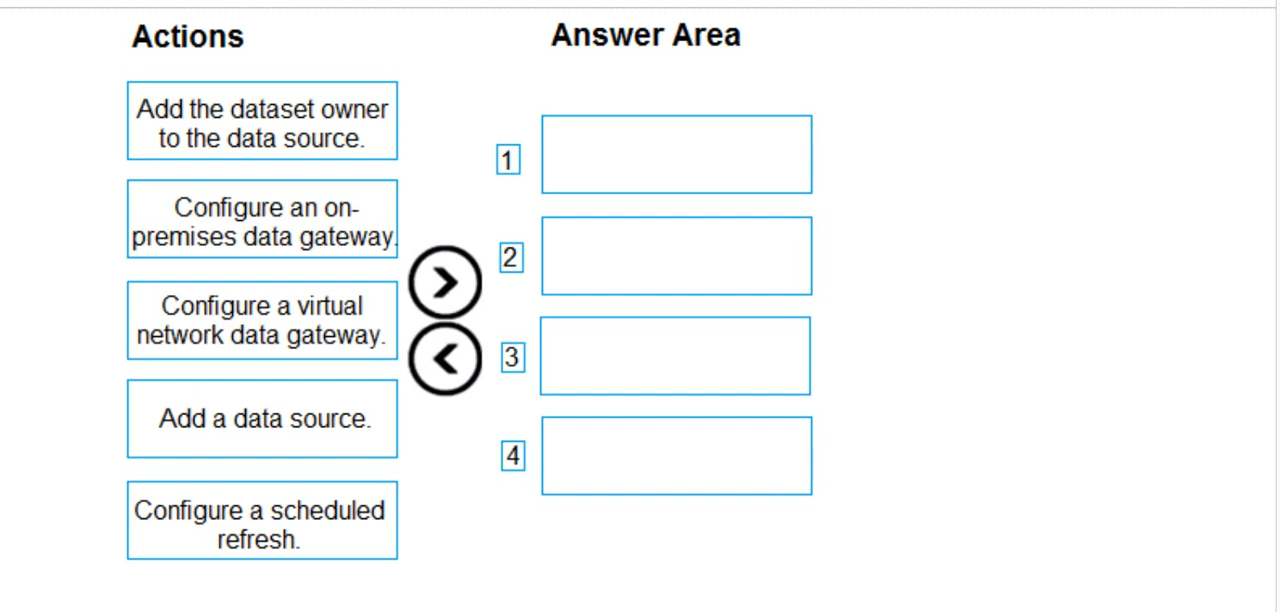 Actions
Answer Area
Add the dataset owner
to the data source.
Configure an on-
premises data gateway.
Configure a virtual
network data gateway.
Add a data source.
Configure a scheduled
refresh.
1
2
3
4